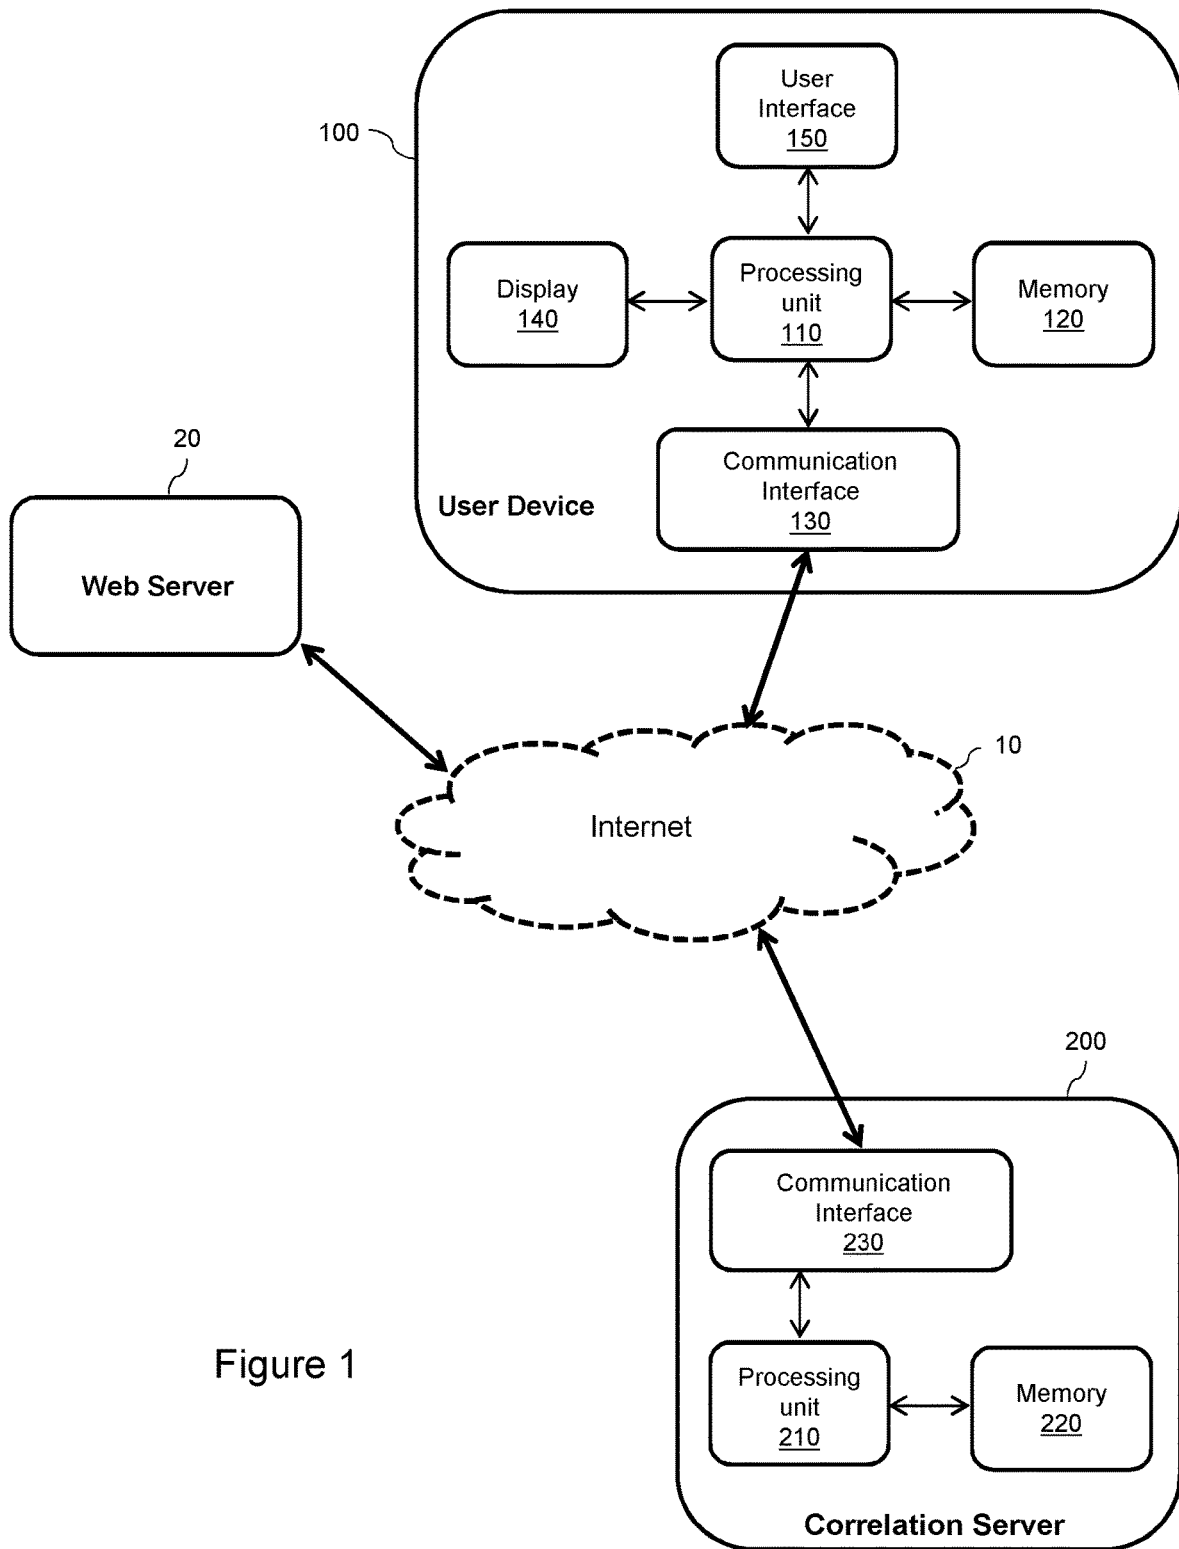 User
Interface
150
100
Display
140
Processing
unit
110
Memory
120
20
Communication
Interface
130
User Device
Web Server
10
Internet
200
Communication
Interface
230
Figure 1
Processing
unit
210
Memory
220
Correlation Server